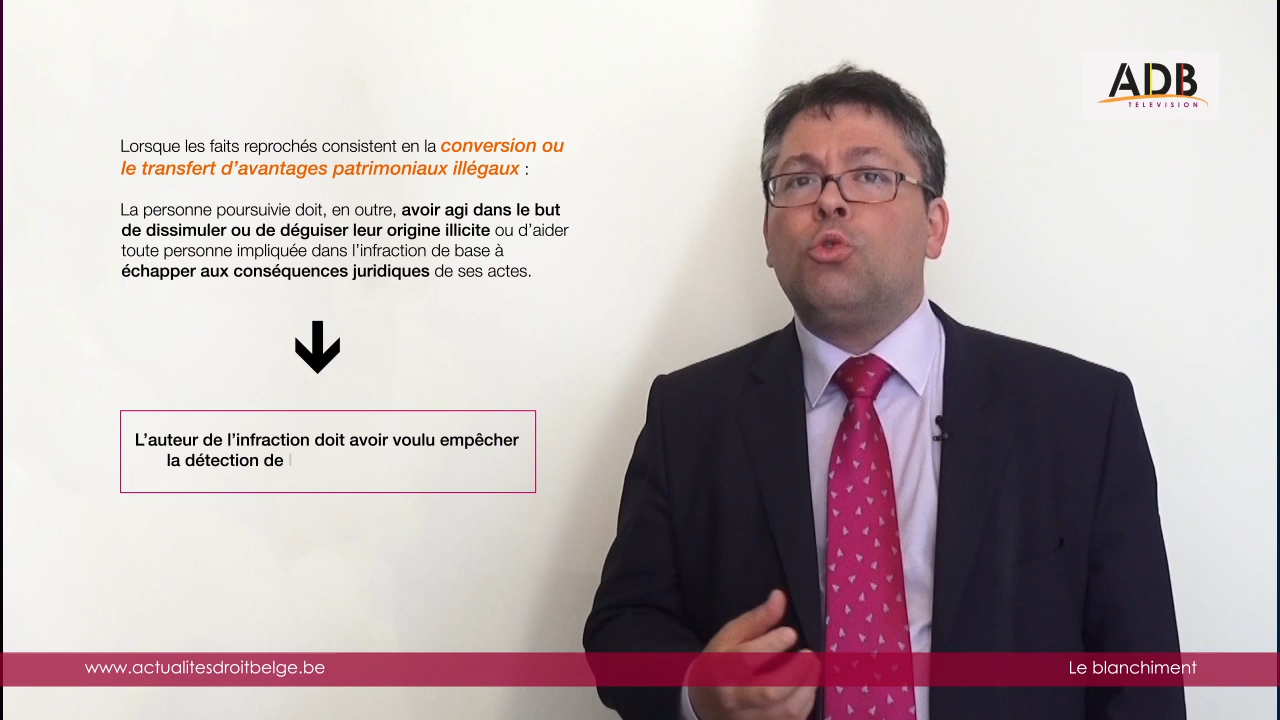 ADB
TELEVISION
Lorsque les faits reprochés consistent en la conversion ou
le transfert d’avantages patrimoniaux illégaux :
La personne poursuivie doit, en outre, avoir agi dans le but
de dissimuler ou de déguiser leur origine illicite ou d’aider
toute personne impliquée dans l’infraction de base à
échapper aux conséquences juridiques de ses actes.
L’auteur de l’infraction doit avoir voulu empêcher
la détection de l
www.actualitesdroitbelge.be
Le blanchiment